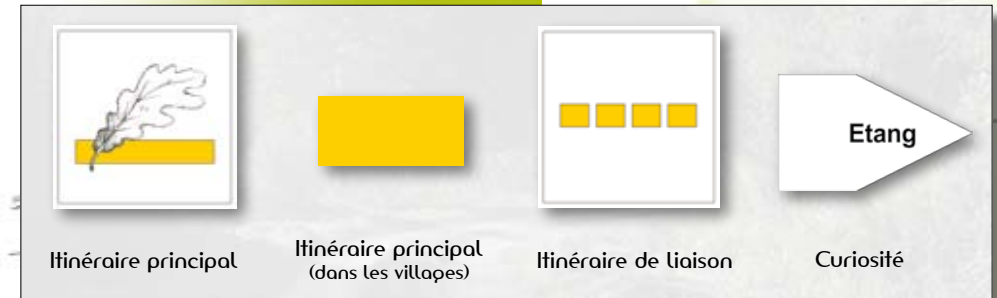 Etang
Itinéraire principal
Itinéraire principal
(dans les villages)
Itinéraire de liaison
Curiosité